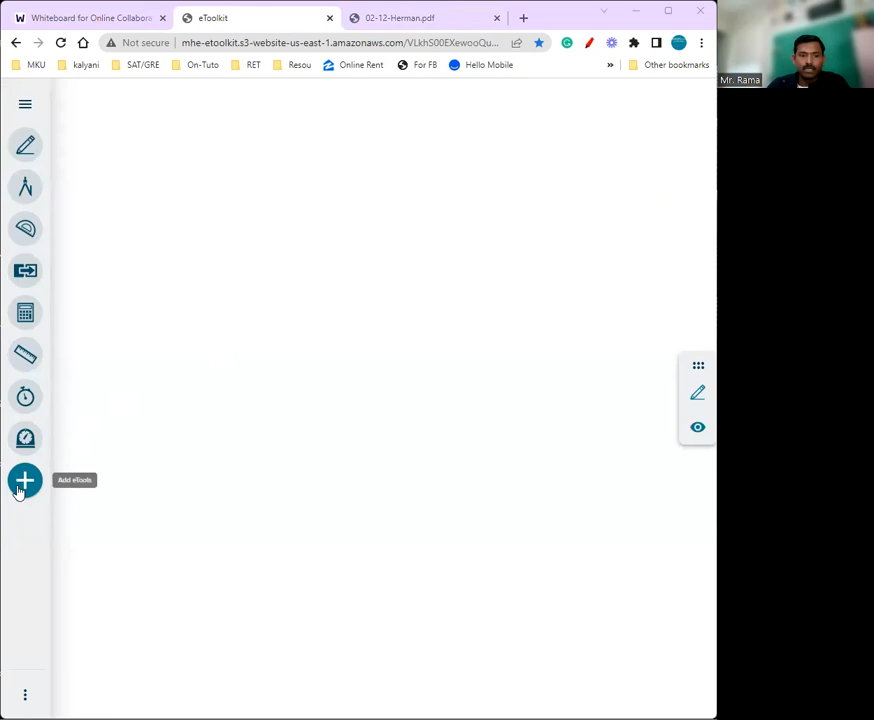 Whiteboard for Online Collabora
eToolkit
02-12-Herman.pdf
Not secure
mhe-etoolkit.s3-website-us-east-1.amazonaws.com/VLkhS00EXewooQu...
MKU
kalyani
SAT/GRE
On-Tuto
RET
Resou
Online Rent
For FB
Hello Mobile
»
Other bookmarks
Mr. Rama
Add eTools